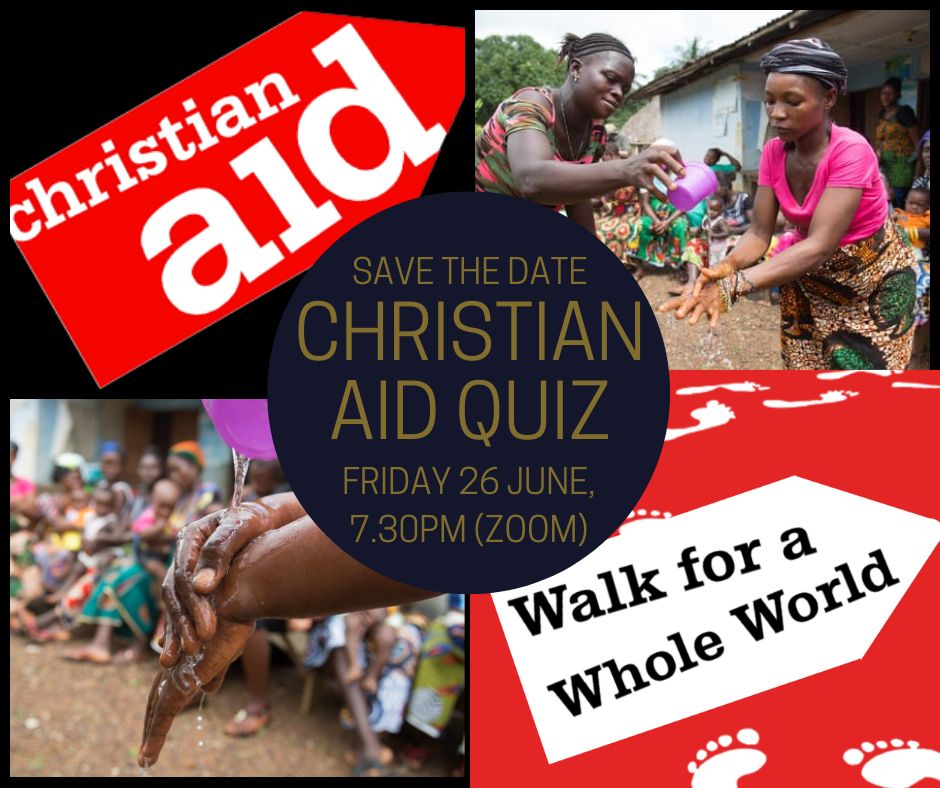 christian
aid
SAVE THE DATE
CHRISTIAN
AID QUIZ
FRIDAY 26 JUNE,
7.30PM (ZOOM)
Walk for a
Whole World